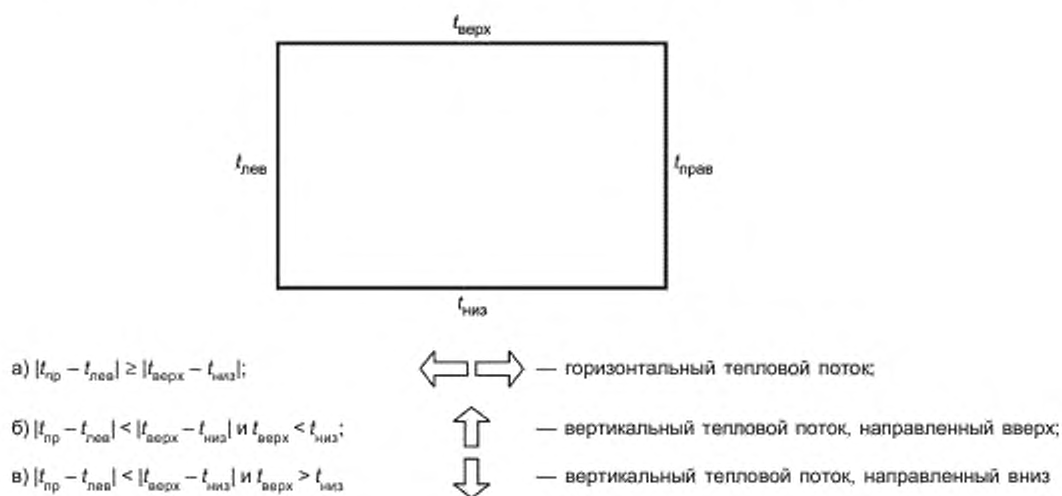 tверх
tлев
tправ
tниз
а) |tпр – tлев| ≥ |tверх – tниз|; — горизонтальный тепловой поток;
б) |tпр – tлев| < |tверх – tниз| и tверх < tниз; — вертикальный тепловой поток, направленный вверх;
в) |tпр – tлев| < |tверх – tниз| и tверх > tниз — вертикальный тепловой поток, направленный вниз